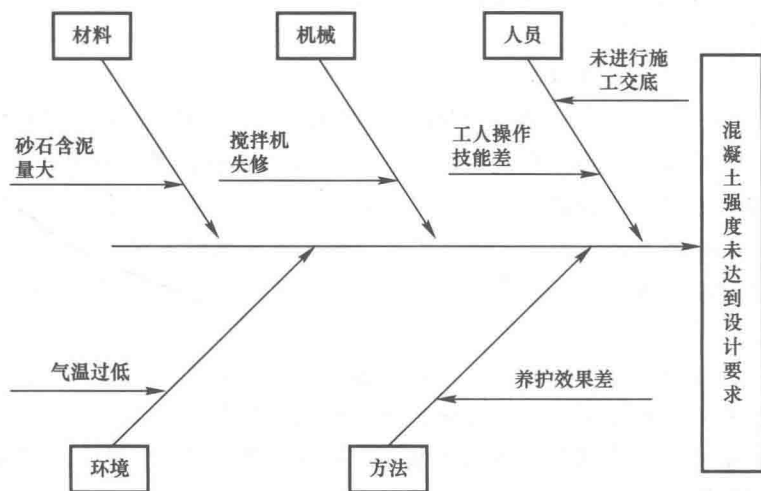 材料
机械
人员
未进行施
工交底
砂石含泥
量大
搅拌机
失修
工人操作
技能差
混凝土强度未达到设计要求
气温过低
养护效果差
环境
方法